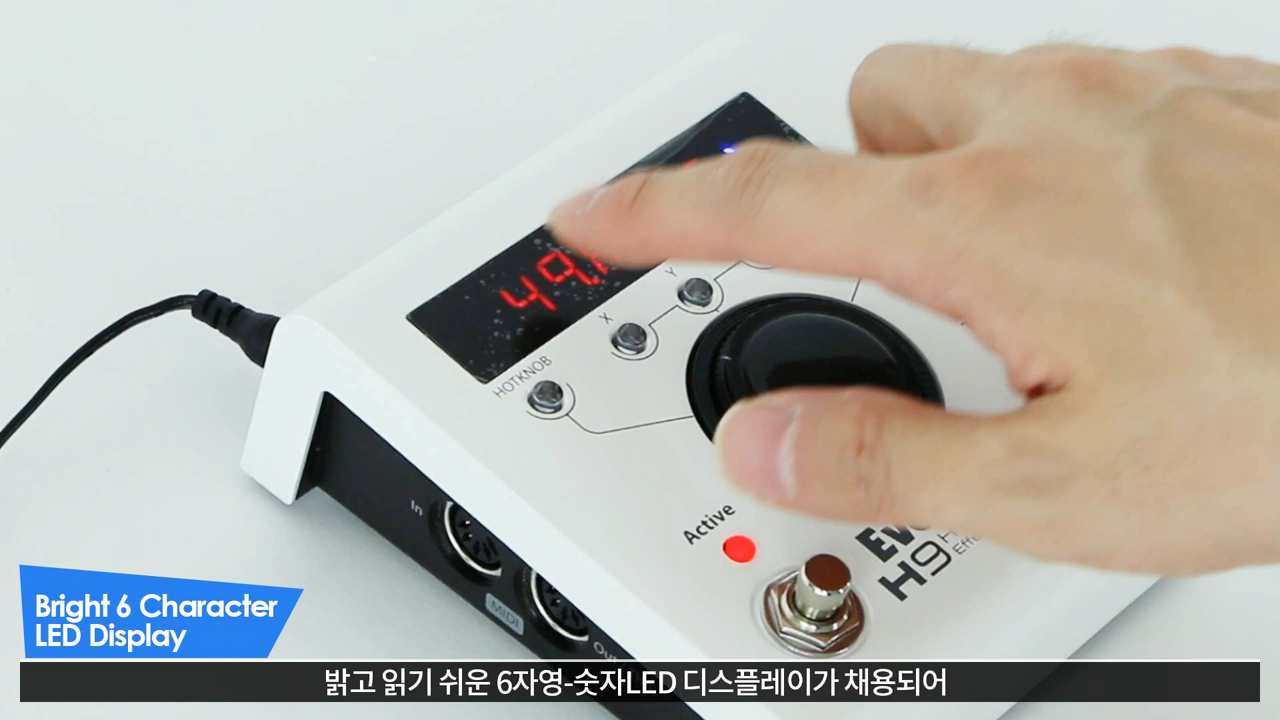 49.
Y
X
HOTKNOB
In
Active
H9
MIDI
Bright 6 Character
LED Display
밝고 읽기 쉬운 6자영-숫자LED 디스플레이가 채용되어